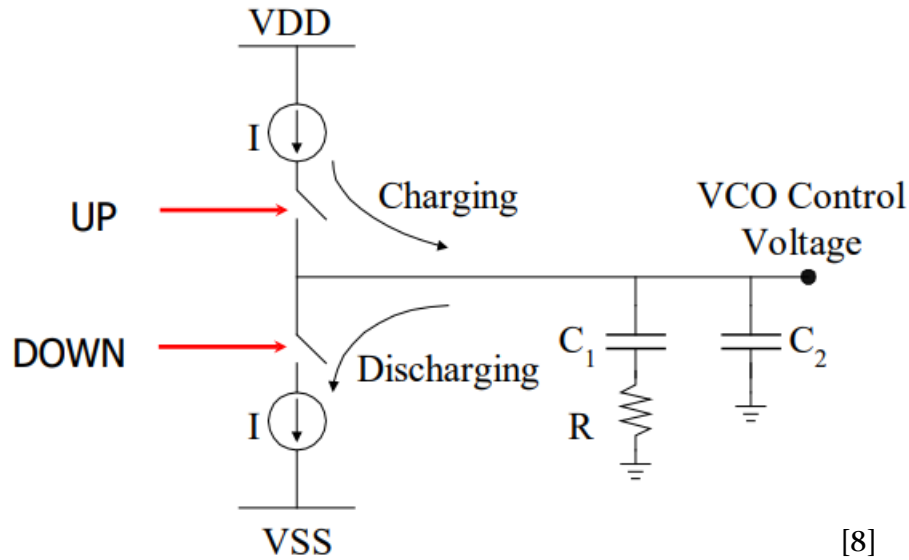 VDD
I
Charging
UP
VCO Control
Voltage
DOWN
Discharging
C1
C2
I
R
VSS
[8]